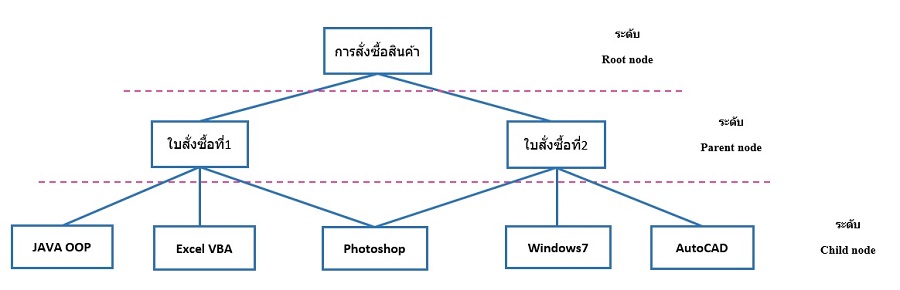 การสั่งซื้อสินค้า
ระดับ
Root node
ใบสั่งซื้อที่1
ใบสั่งซื้อที่2
ระดับ
Parent node
JAVA OOP
Excel VBA
Photoshop
Windows7
AutoCAD
ระดับ
Child node